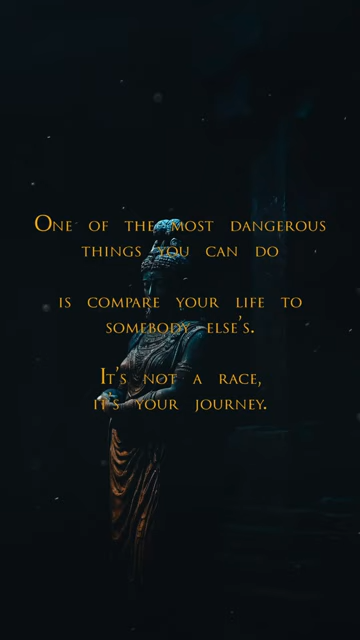 One of the most dangerous
things you can do
is compare your life to
somebody else's.
It's not a race,
it's your journey.